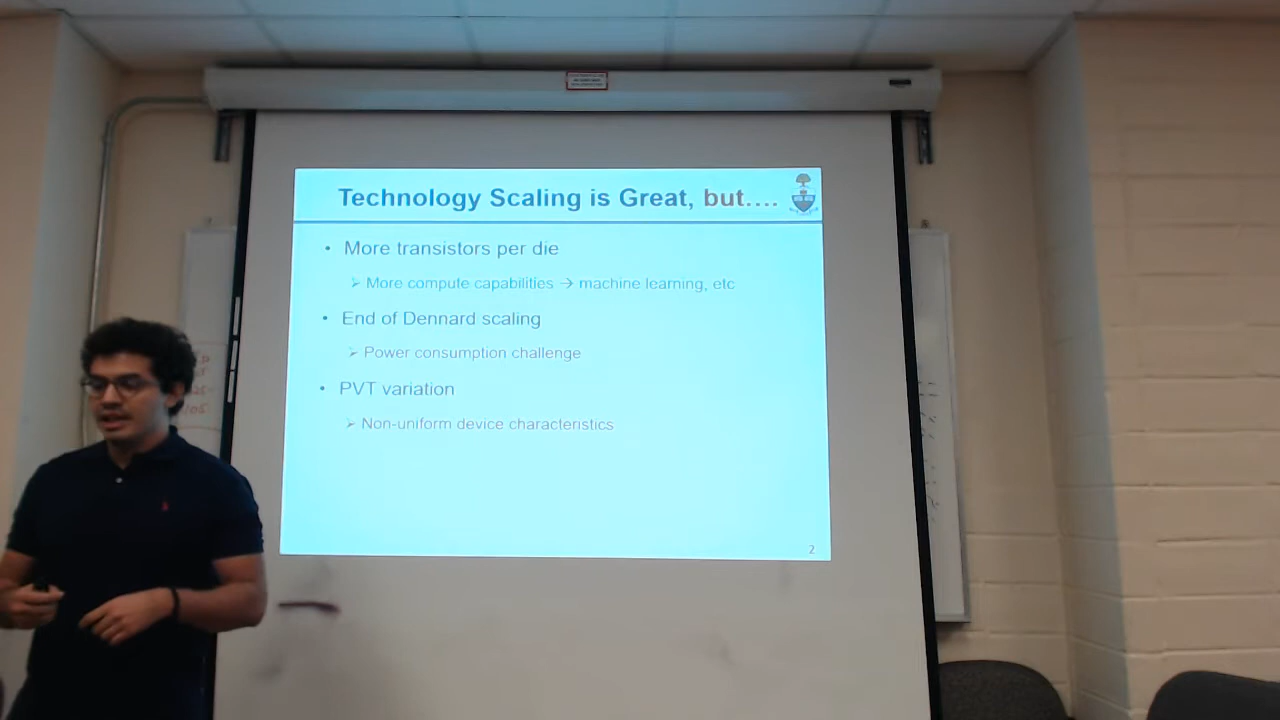 Technology Scaling is Great, but....
• More transistors per die
➢ More compute capabilities → machine learning, etc
• End of Dennard scaling
➢ Power consumption challenge
• PVT variation
➢ Non-uniform device characteristics
2